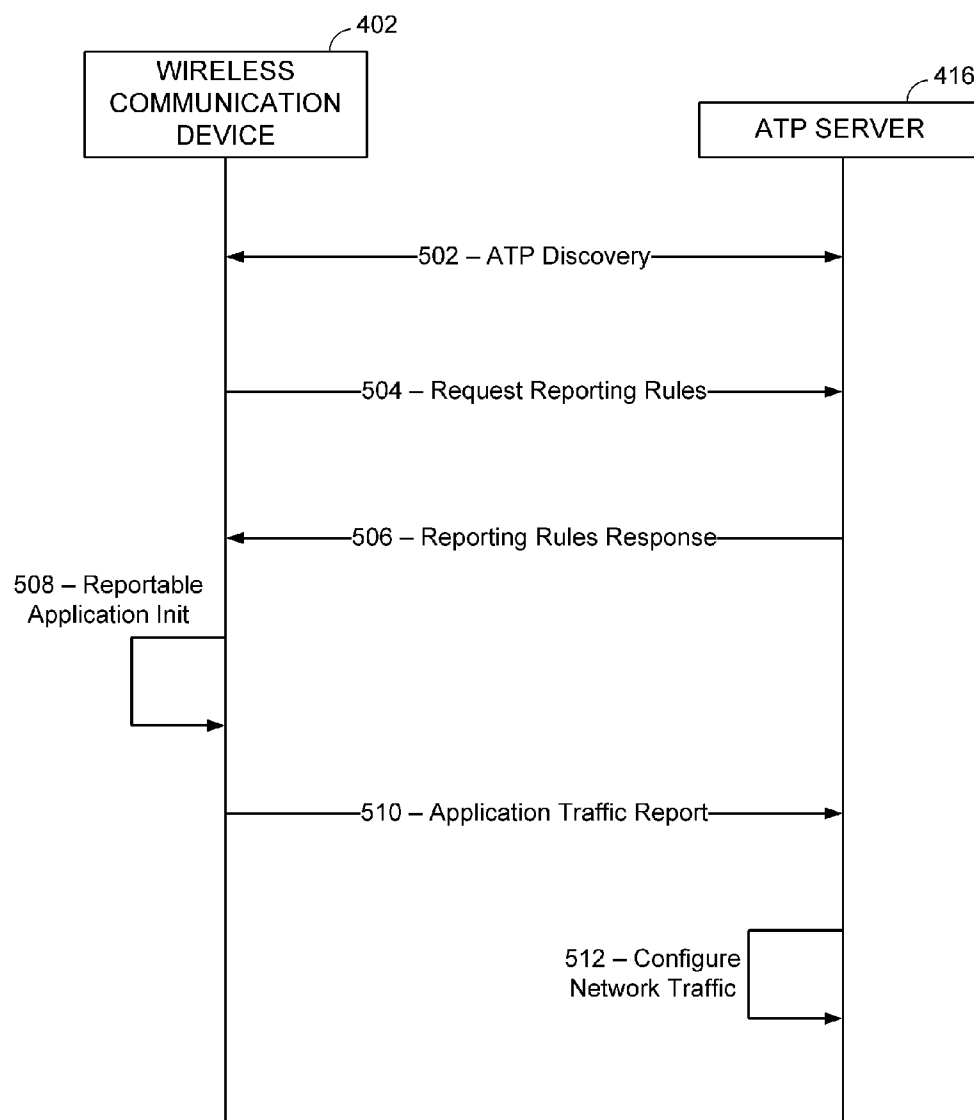 402
WIRELESS
COMMUNICATION
DEVICE
416
ATP SERVER
502 – ATP Discovery
504 – Request Reporting Rules
506 – Reporting Rules Response
508 – Reportable
Application Init
510 – Application Traffic Report
512 – Configure
Network Traffic